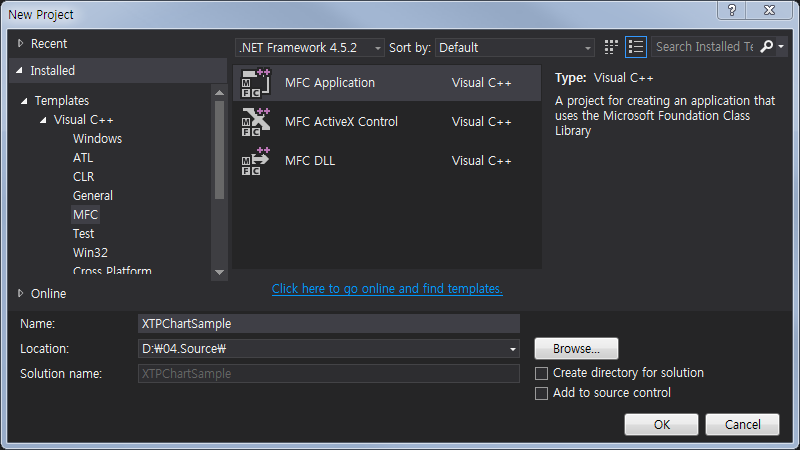 New Project
Recent
.NET Framework 4.5.2
Sort by:
Default
Search Installed Te
Installed
Templates
Visual C++
Windows
ATL
CLR
General
MFC
Test
Win32
Cross Platform
Online
MFC Application
Visual C++
MFC ActiveX Control
Visual C++
MFC DLL
Visual C++
Type: Visual C++
A project for creating an application that
uses the Microsoft Foundation Class
Library
Click here to go online and find templates.
Name:
XTPChartSample
Location:
D:₩04.Source₩
Browse...
Solution name:
XTPChartSample
Create directory for solution
Add to source control
OK
Cancel